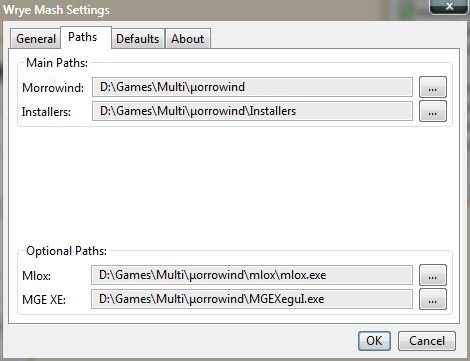 Wrye Mash Settings
x
General Paths Defaults About
Main Paths:
Morrowind: D:\Games\Multi\µorrowind ...
Installers: D:\Games\Multi\µorrowind\Installers ...
Optional Paths:
Mlox: D:\Games\Multi\µorrowind\mlox\mlox.exe ...
MGE XE: D:\Games\Multi\µorrowind\MGEXEgui.exe ...
OK Cancel